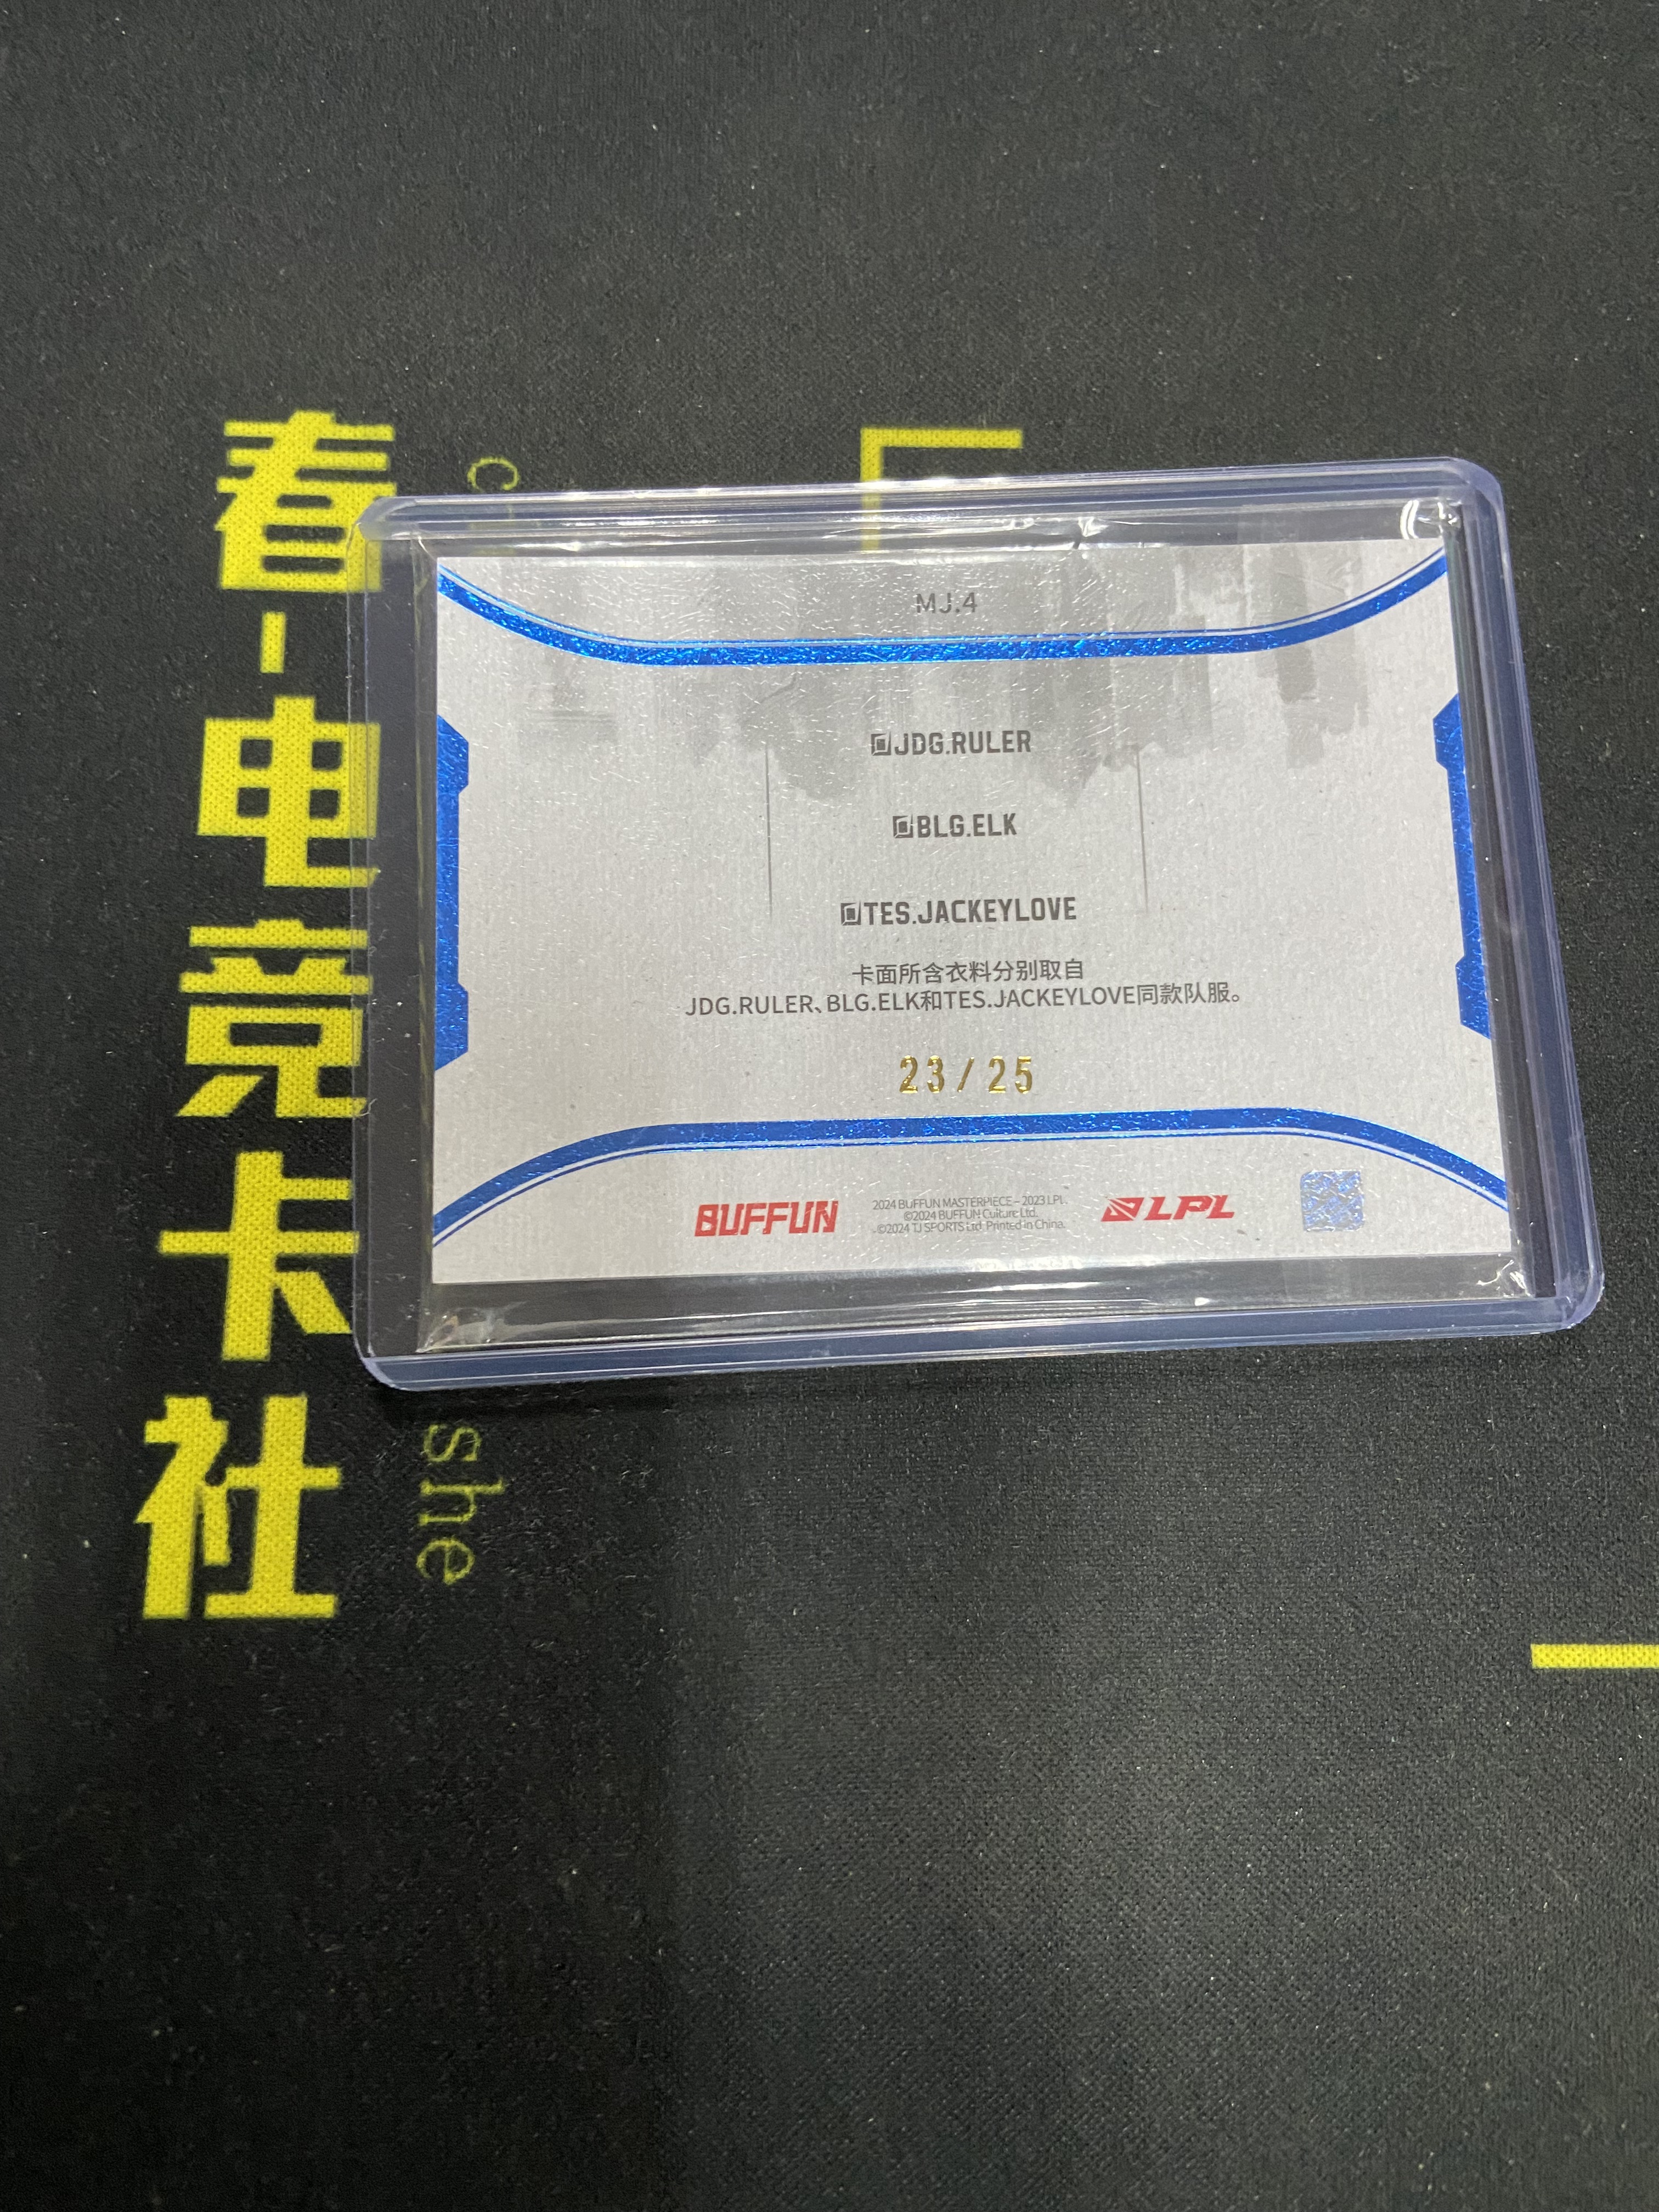 春-电竞卡社
she
MJ.4
JDG.RULER
BLG.ELK
TES.JACKEYLOVE
卡面所含衣料分别取自
JDG.RULER、BLG.ELK和TES.JACKEYLOVE同款队服。
23/25
BUFFUN
2024 BUFFUN MASTERPIECE – 2023 LPL.
©2024 BUFFUN Culture Ltd.
©2024 TJ SPORTS Ltd. Printed in China.
LPL